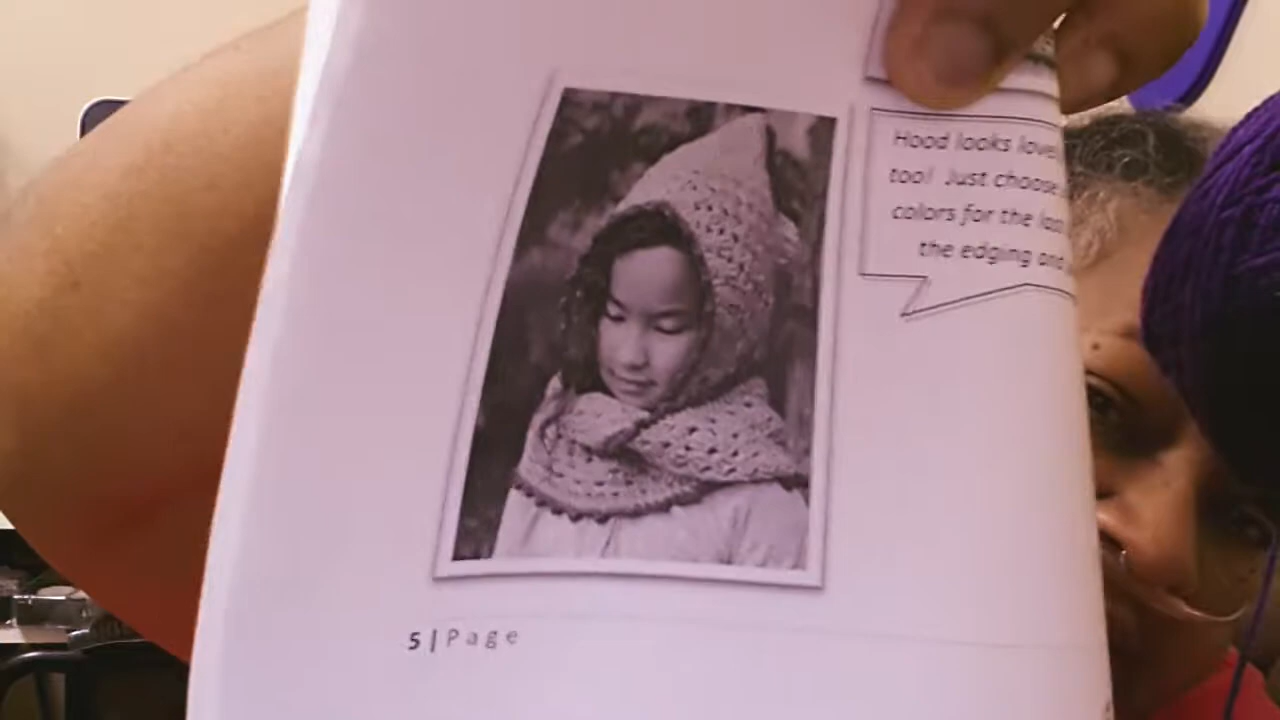 Hood looks
too! Just choose
colors for the
the edging
5 | Page